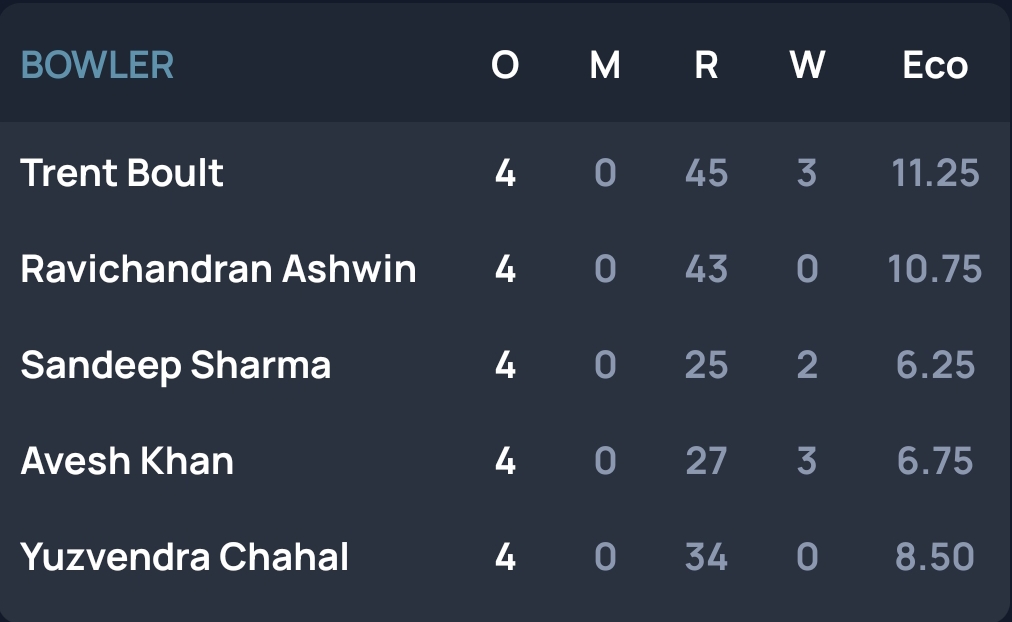 BOWLER O M R W Eco
Trent Boult 4 0 45 3 11.25
Ravichandran Ashwin 4 0 43 0 10.75
Sandeep Sharma 4 0 25 2 6.25
Avesh Khan 4 0 27 3 6.75
Yuzvendra Chahal 4 0 34 0 8.50